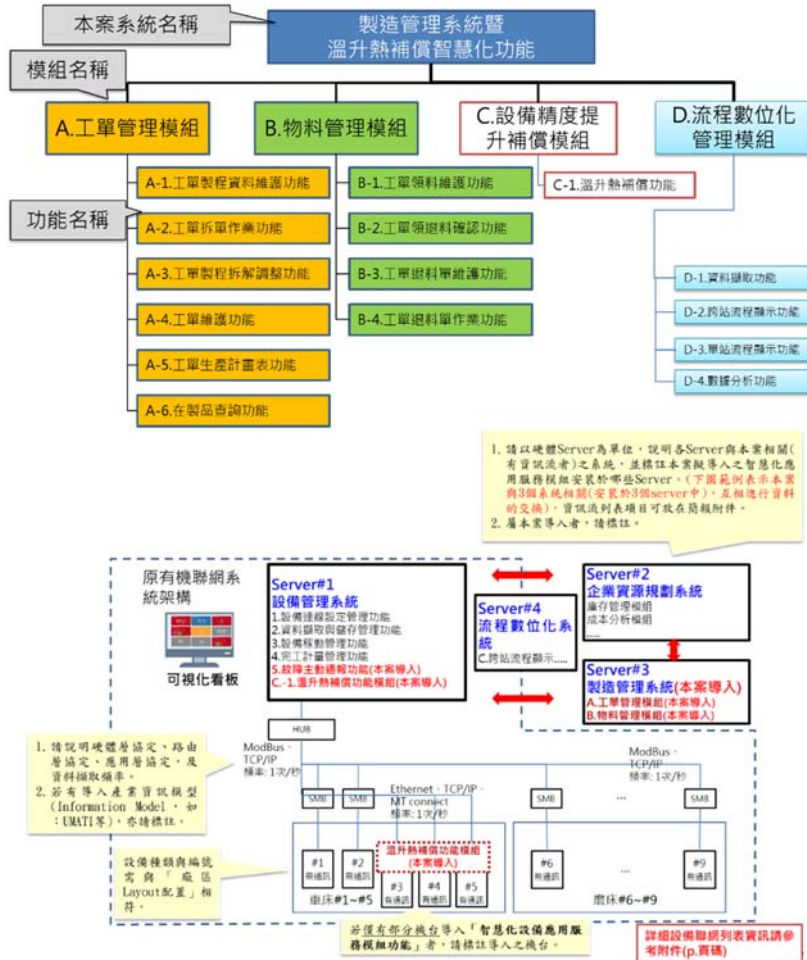 本案系統名稱
製造管理系統暨
溫升熱補償智慧化功能
模組名稱
A.工單管理模組
B.物料管理模組
C.設備精度提
升補償模組
D.流程數位化
管理模組
功能名稱
A-1.工單製程資料維護功能
A-2.工單拆單作業功能
A-3.工單製程拆解調整功能
A-4.工單維護功能
A-5.工單生產計畫表功能
A-6.在製品查詢功能
B-1.工單領料維護功能
B-2.工單領退料確認功能
B-3.工單退料單維護功能
B-4.工單退料單作業功能
C-1.溫升熱補償功能
D-1.資料擷取功能
D-2.跨站流程顯示功能
D-3.單站流程顯示功能
D-4.數據分析功能
1. 請以硬體Server為單位，說明各Server與本案相關(
有資訊流者)之系統，並標註本案擬導入之智慧化應
用服務模組安裝於哪些Server。(下圖範例表示本案
與3個系統相關(安裝於3個server中)，互相進行資料
的交換)，資訊流列表項目可放在簡報附件。
2. 屬本案導入者，請標註。
原有機聯網系
統架構
可視化看板
Server#1
設備管理系統
1.設備連線設定管理功能
2.資料擷取與儲存管理功能
3.設備稼動管理功能
4.完工計量管理功能
5.故障主動通報功能(本案導入)
C.-1.溫升熱補償功能模組(本案導入)
Server#4
流程數位化系
統
C.跨站流程顯示.....
Server#2
企業資源規劃系統
庫存管理模組
成本分析模組
.....
Server#3
製造管理系統(本案導入)
A.工單管理模組(本案導入)
B.物料管理模組(本案導入)
HUB
1. 請說明硬體層協定、路由
層協定、應用層協定，及
資料擷取頻率。
2. 若有導入產業資訊模型
(Information Model，如
：UMATI等)，亦請標註。
ModBus、
TCP/IP
頻率: 1次/秒
Ethernet、TCP/IP、
MT connect
頻率: 1次/秒
ModBus、
TCP/IP
頻率: 1次/秒
SMB
SMB
SMB
...
SMB
設備種類與編號
需與「廠區
Layout配置」相
符。
#1
無通訊
#2
無通訊
溫升熱補償功能模組
(本案導入)
#3
有通訊
#4
有通訊
#5
有通訊
車床#1~#5
#6
無通訊
...
#9
有通訊
磨床#6~#9
若僅有部分機台導入「智慧化設備應用服
務模組功能」者，請標註導入之機台。
詳細設備聯網列表資訊請參
考附件(p.頁碼)